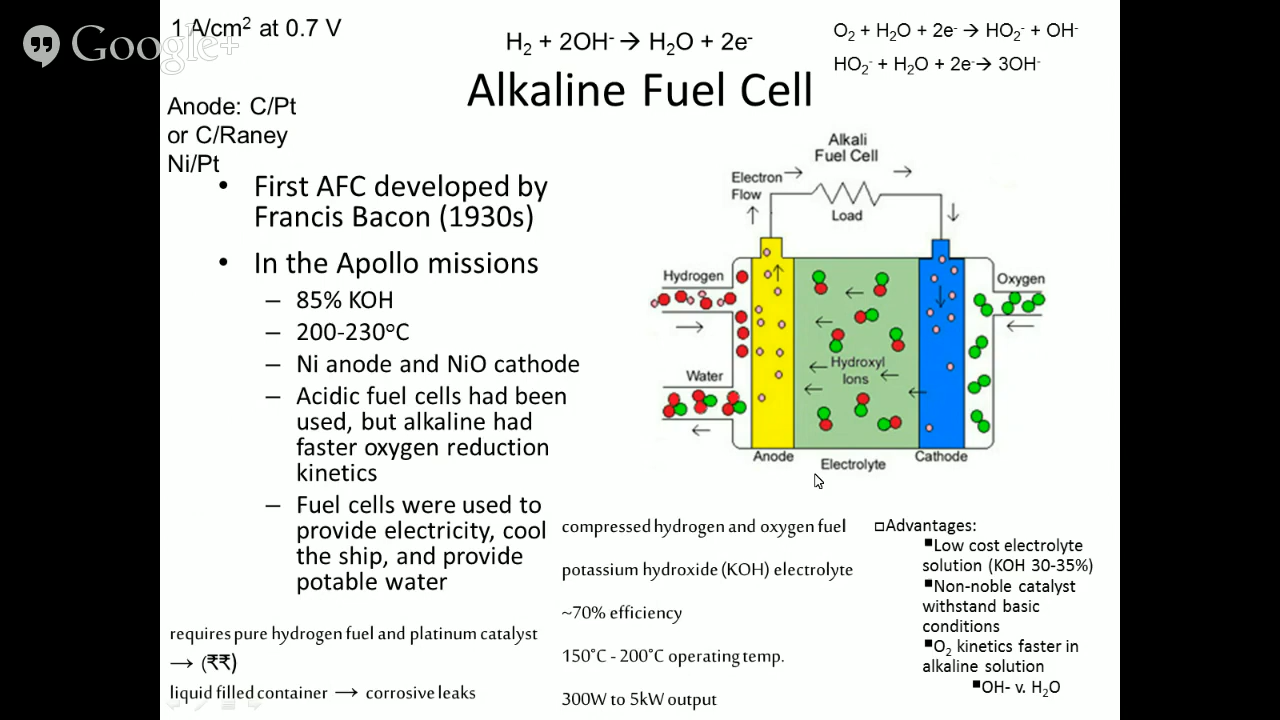 1 A/cm² at 0.7 V
Google+
H₂ + 2OH⁻ → H₂O + 2e⁻
O₂ + H₂O + 2e⁻ → HO₂⁻ + OH⁻
HO₂⁻ + H₂O + 2e⁻→ 3OH⁻
Alkaline Fuel Cell
Anode: C/Pt
or C/Raney
Ni/Pt
• First AFC developed by
Francis Bacon (1930s)
• In the Apollo missions
– 85% KOH
– 200-230°C
– Ni anode and NiO cathode
– Acidic fuel cells had been
used, but alkaline had
faster oxygen reduction
kinetics
– Fuel cells were used to
provide electricity, cool
the ship, and provide
potable water
requires pure hydrogen fuel and platinum catalyst
→ (₹₹)
liquid filled container → corrosive leaks
Alkali
Fuel Cell
Electron
Flow
Load
Hydrogen
Oxygen
Water
Hydroxyl
Ions
Anode
Electrolyte
Cathode
compressed hydrogen and oxygen fuel
potassium hydroxide (KOH) electrolyte
~70% efficiency
150°C - 200°C operating temp.
300W to 5kW output
□Advantages:
▪Low cost electrolyte
solution (KOH 30-35%)
▪Non-noble catalyst
withstand basic
conditions
▪O₂ kinetics faster in
alkaline solution
▪OH- v. H₂O